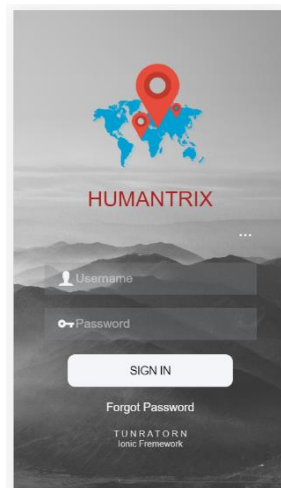 HUMANTRIX
...
Username
Password
SIGN IN
Forgot Password
TUNRATORN
Ionic Fremework